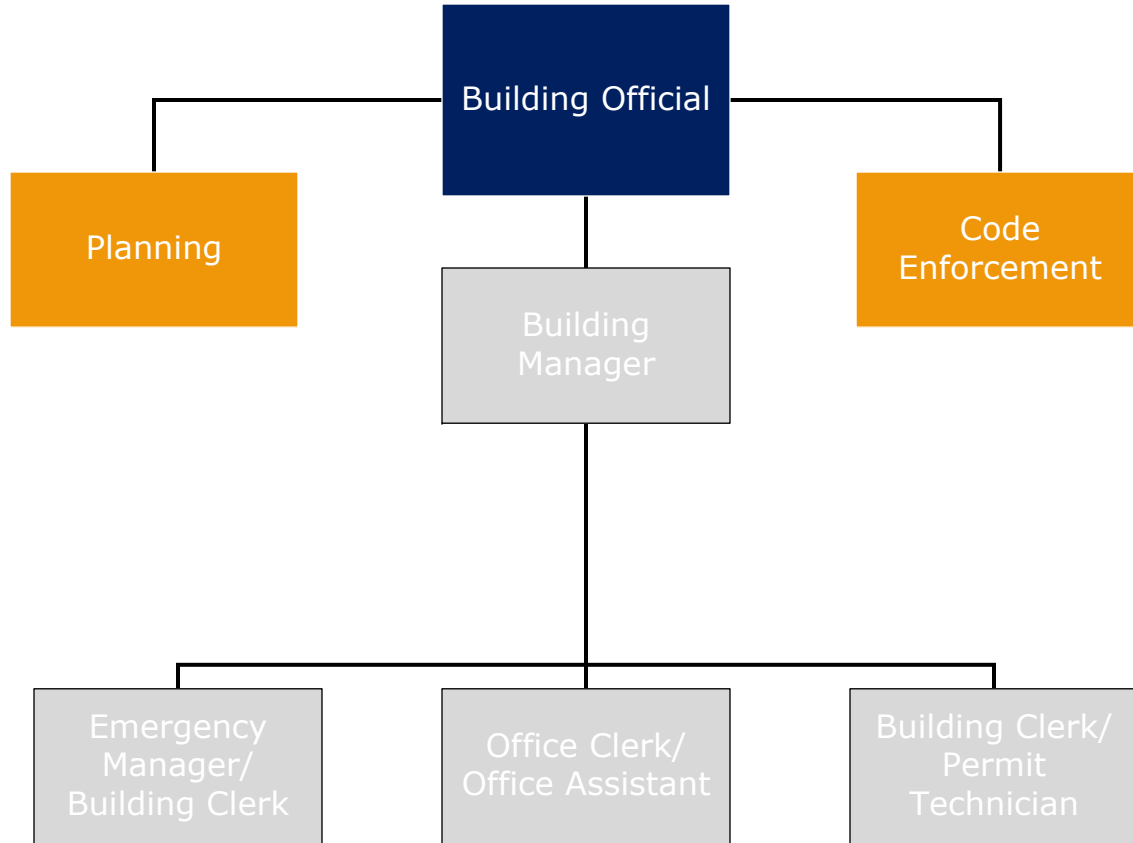 Building Official
Planning
Code
Enforcement
Building
Manager
Emergency
Manager/
Building Clerk
Office Clerk/
Office Assistant
Building Clerk/
Permit
Technician